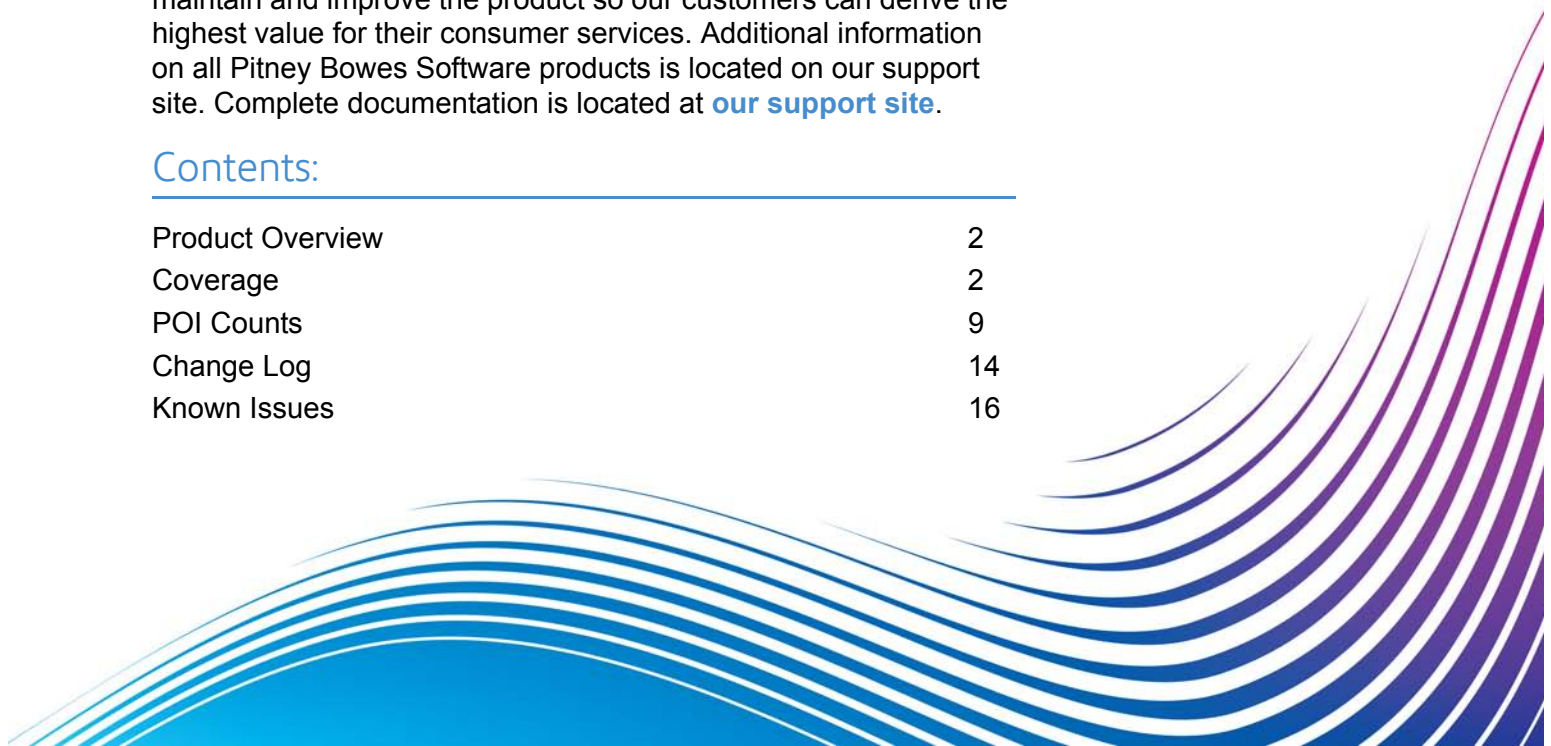 maintain and improve the product so our customers can derive the
highest value for their consumer services. Additional information
on all Pitney Bowes Software products is located on our support
site. Complete documentation is located at our support site.
Contents:
Product Overview 2
Coverage 2
POI Counts 9
Change Log 14
Known Issues 16